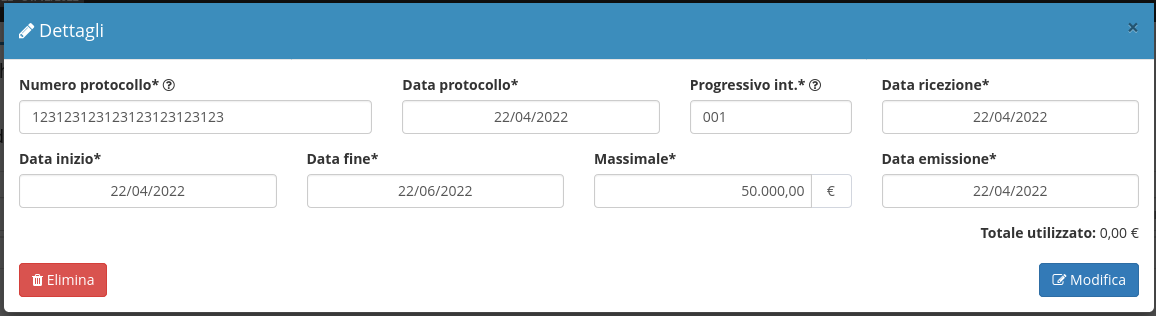 Dettagli
×
Numero protocollo* Data protocollo* Progressivo int.* Data ricezione*
123123123123123123123123 22/04/2022 001 22/04/2022
Data inizio* Data fine* Massimale* Data emissione*
22/04/2022 22/06/2022 50.000,00 € 22/04/2022
Totale utilizzato: 0,00 €
Elimina Modifica